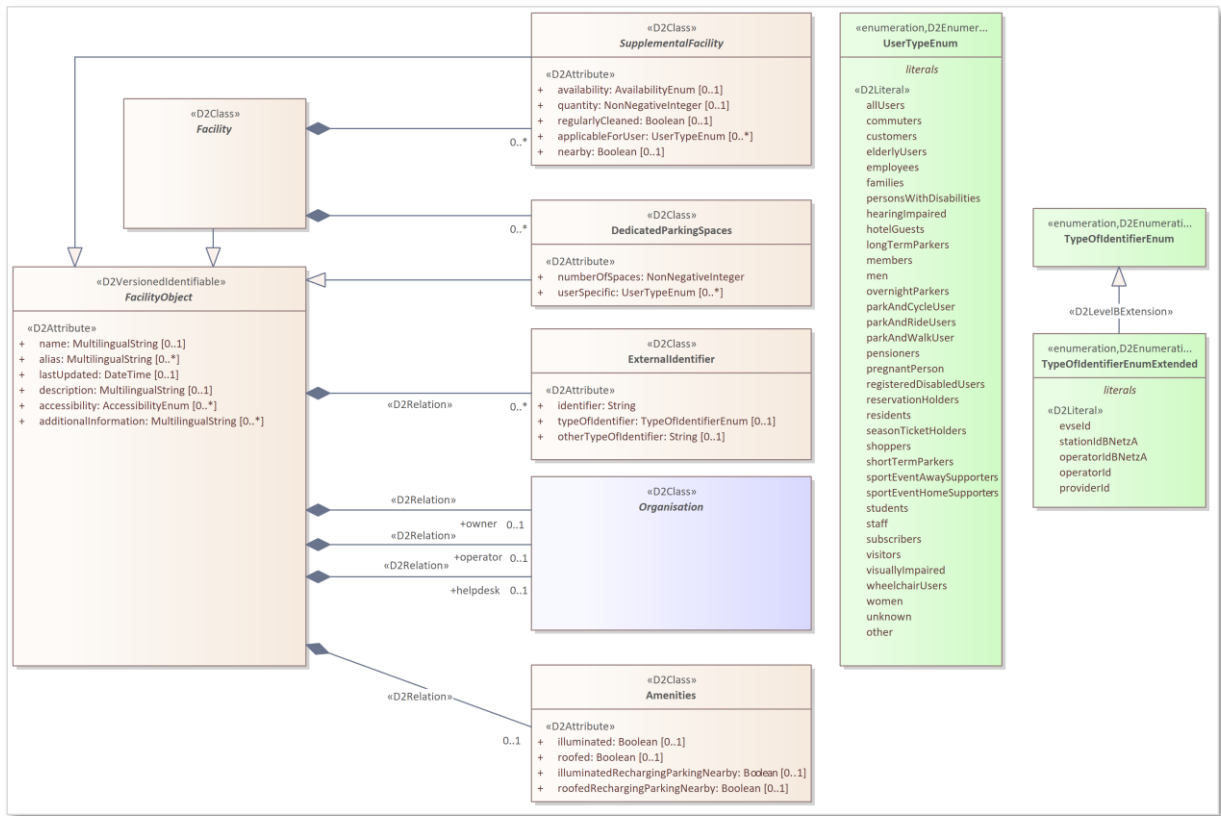 «D2Class»
SupplementalFacility
«D2Attribute»
+ availability: AvailabilityEnum [0..1]
+ quantity: NonNegativeInteger [0..1]
+ regularlyCleaned: Boolean [0..1]
+ applicableForUser: UserTypeEnum [0..*]
+ nearby: Boolean [0..1]
«D2Class»
Facility
0..*
0..*
«D2Class»
DedicatedParkingSpaces
«D2Attribute»
+ numberOfSpaces: NonNegativeInteger
+ userSpecific: UserTypeEnum [0..*]
«D2VersionedIdentifiable»
FacilityObject
«D2Attribute»
+ name: MultilingualString [0..1]
+ alias: MultilingualString [0..*]
+ lastUpdated: DateTime [0..1]
+ description: MultilingualString [0..1]
+ accessibility: AccessibilityEnum [0..*]
+ additionalInformation: MultilingualString [0..*]
«D2Relation»
0..*
«D2Class»
ExternalIdentifier
«D2Attribute»
+ identifier: String
+ typeOfIdentifier: TypeOfIdentifierEnum [0..1]
+ otherTypeOfIdentifier: String [0..1]
«D2Relation»
+owner 0..1
«D2Relation»
+operator 0..1
«D2Relation»
+helpdesk 0..1
«D2Class»
Organisation
«D2Relation»
0..1
«D2Class»
Amenities
«D2Attribute»
+ illuminated: Boolean [0..1]
+ roofed: Boolean [0..1]
+ illuminatedRechargingParkingNearby: Boolean [0..1]
+ roofedRechargingParkingNearby: Boolean [0..1]
«enumeration,D2Enumer...
UserTypeEnum
literals
«D2Literal»
allUsers
commuters
customers
elderlyUsers
employees
families
personsWithDisabilities
hearingImpaired
hotelGuests
longTermParkers
members
men
overnightParkers
parkAndCycleUser
parkAndRideUsers
parkAndWalkUser
pensioners
pregnantPerson
registeredDisabledUsers
reservationHolders
residents
seasonTicketHolders
shoppers
shortTermParkers
sportEventAwaySupporters
sportEventHomeSupporters
students
staff
subscribers
visitors
visuallyImpaired
wheelchairUsers
women
unknown
other
«enumeration,D2Enumerati...
TypeOfIdentifierEnum
«D2LevelBExtension»
«enumeration,D2Enumerati...
TypeOfIdentifierEnumExtended
literals
«D2Literal»
evseId
stationIdBNetzA
operatorIdBNetzA
operatorId
providerId